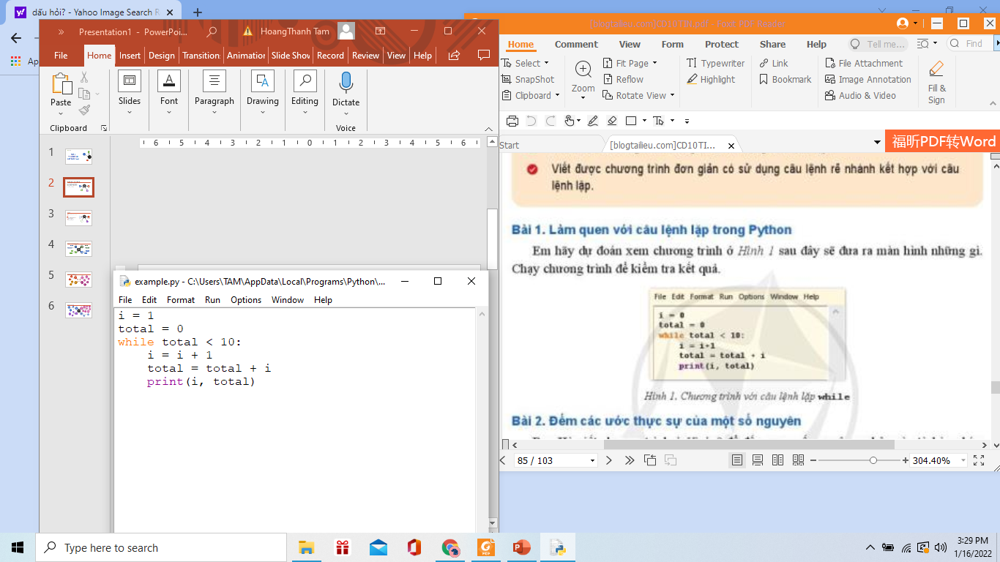 dấu hỏi? - Yahoo Image Search R
Presentation1 - PowerPoi...
HoangThanh Tam
File Home Insert Design Transition: Animation Slide Show Record Review View Help
Paste
Slides
Font
Paragraph
Drawing
Editing
Dictate
Clipboard
Voice
6 5 4 3 2 1 0 1 2 3 4 5 6
1
2
3
4
5
6
example.py - C:\Users\TAM\AppData\Local\Programs\Python\...
File Edit Format Run Options Window Help
i = 1
total = 0
while total < 10:
    i = i + 1
    total = total + i
    print(i, total)
[blogtailieu.com]CD10TIN.pdf - Foxit PDF Reader
Home Comment View Form Protect Share Help Tell me... Find
Select
SnapShot
Clipboard
Zoom
Fit Page
Reflow
Rotate View
Typewriter
Highlight
Link
Bookmark
File Attachment
Image Annotation
Audio & Video
Fill &
Sign
Start
[blogtailieu.com]CD10TI...
福昕PDF转Word
Viết được chương trình đơn giản có sử dụng câu lệnh rẽ nhánh kết hợp với câu
lệnh lặp.
Bài 1. Làm quen với câu lệnh lặp trong Python
Em hãy dự đoán xem chương trình ở Hình 1 sau đây sẽ đưa ra màn hình những gì.
Chạy chương trình để kiểm tra kết quả.
File Edit Format Run Options Window Help
i = 0
total = 0
while total < 10:
    i = i+1
    total = total + i
    print(i, total)
Hình 1. Chương trình với câu lệnh lặp while
Bài 2. Đếm các ước thực sự của một số nguyên
85 / 103
304.40%
Type here to search
3:29 PM
1/16/2022